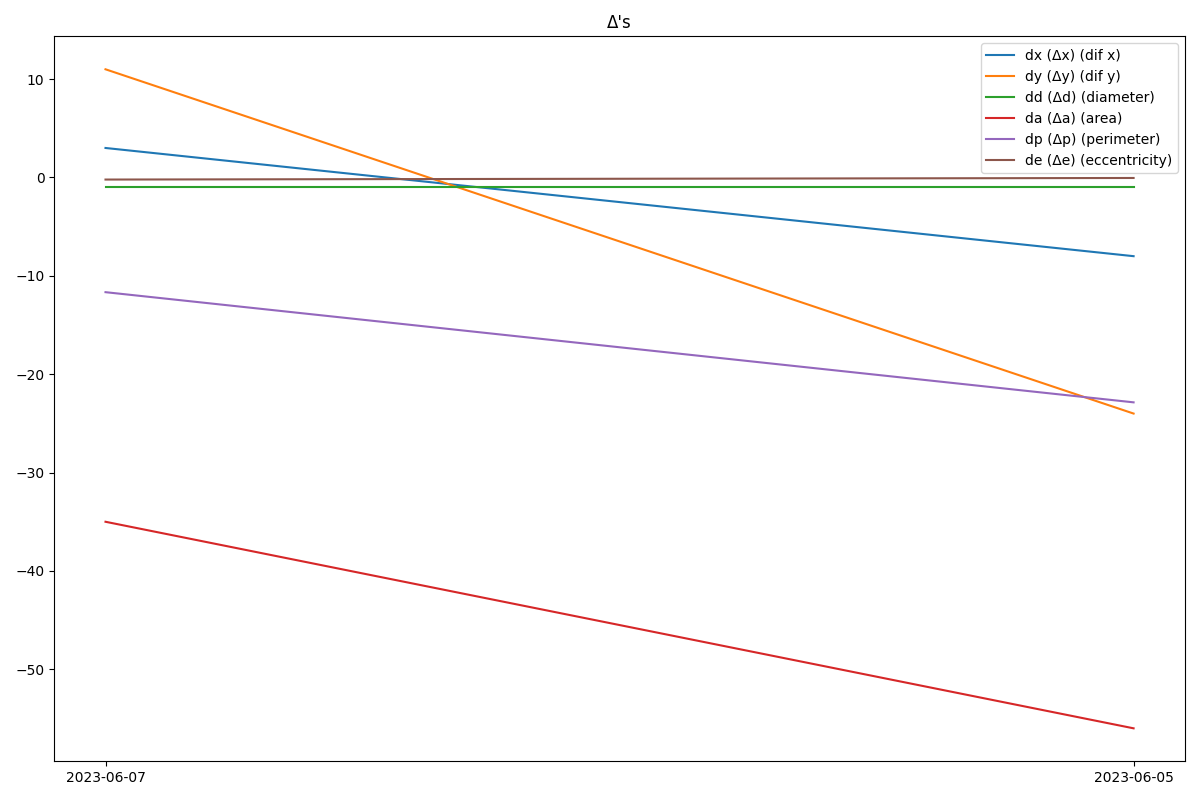 Δ's
dx (Δx) (dif x)
dy (Δy) (dif y)
dd (Δd) (diameter)
da (Δa) (area)
dp (Δp) (perimeter)
de (Δe) (eccentricity)
10
0
−10
−20
−30
−40
−50
2023-06-07 2023-06-05